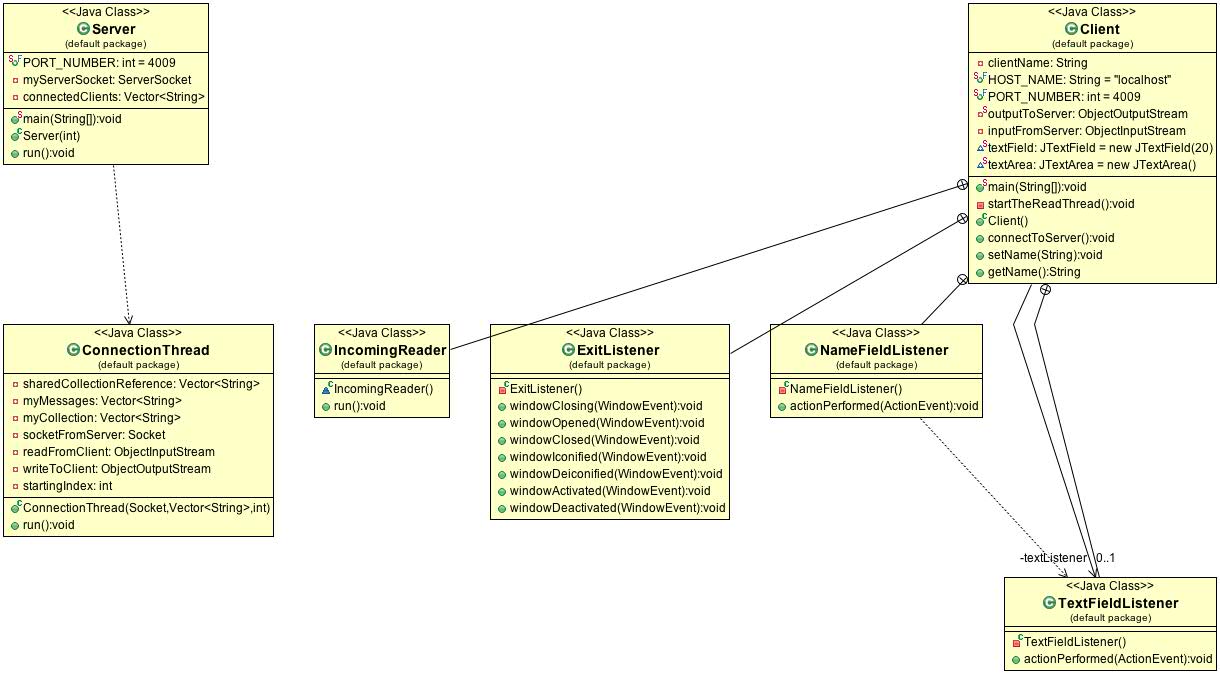 <<Java Class>>
Server
(default package)
PORT_NUMBER: int = 4009
myServerSocket: ServerSocket
connectedClients: Vector<String>
main(String[]):void
Server(int)
run():void
<<Java Class>>
Client
(default package)
clientName: String
HOST_NAME: String = "localhost"
PORT_NUMBER: int = 4009
outputToServer: ObjectOutputStream
inputFromServer: ObjectInputStream
textField: JTextField = new JTextField(20)
textArea: JTextArea = new JTextArea()
main(String[]):void
startTheReadThread():void
Client()
connectToServer():void
setName(String):void
getName():String
<<Java Class>>
ConnectionThread
(default package)
sharedCollectionReference: Vector<String>
myMessages: Vector<String>
myCollection: Vector<String>
socketFromServer: Socket
readFromClient: ObjectInputStream
writeToClient: ObjectOutputStream
startingIndex: int
ConnectionThread(Socket,Vector<String>,int)
run():void
<<Java Class>>
IncomingReader
(default package)
IncomingReader()
run():void
<<Java Class>>
ExitListener
(default package)
ExitListener()
windowClosing(WindowEvent):void
windowOpened(WindowEvent):void
windowClosed(WindowEvent):void
windowIconified(WindowEvent):void
windowDeiconified(WindowEvent):void
windowActivated(WindowEvent):void
windowDeactivated(WindowEvent):void
<<Java Class>>
NameFieldListener
(default package)
NameFieldListener()
actionPerformed(ActionEvent):void
-textListener 0..1
<<Java Class>>
TextFieldListener
(default package)
TextFieldListener()
actionPerformed(ActionEvent):void